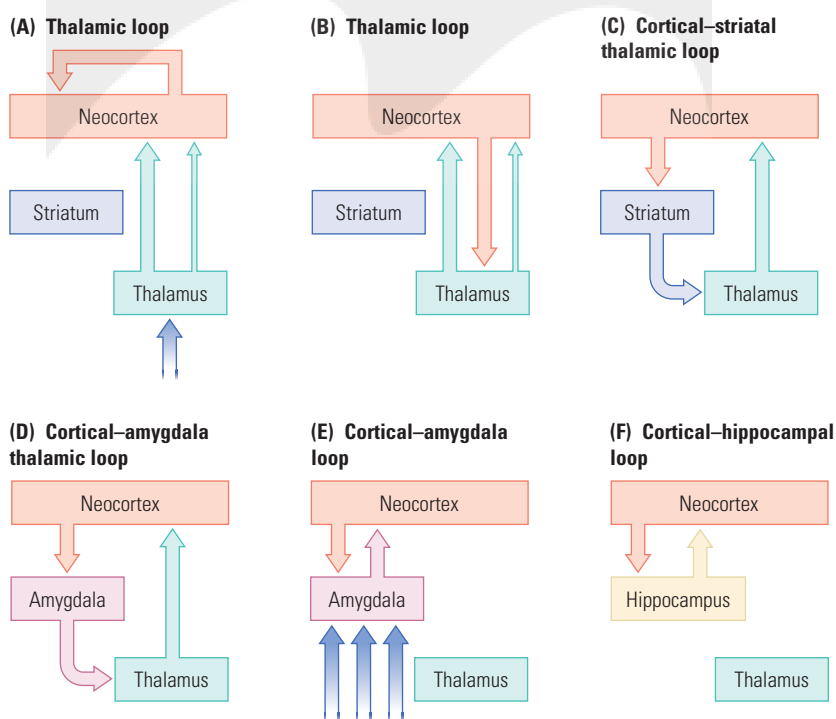 (A) Thalamic loop
Neocortex
Striatum
Thalamus
(B) Thalamic loop
Neocortex
Striatum
Thalamus
(C) Cortical–striatal
thalamic loop
Neocortex
Striatum
Thalamus
(D) Cortical–amygdala
thalamic loop
Neocortex
Amygdala
Thalamus
(E) Cortical–amygdala
loop
Neocortex
Amygdala
Thalamus
(F) Cortical–hippocampal
loop
Neocortex
Hippocampus
Thalamus